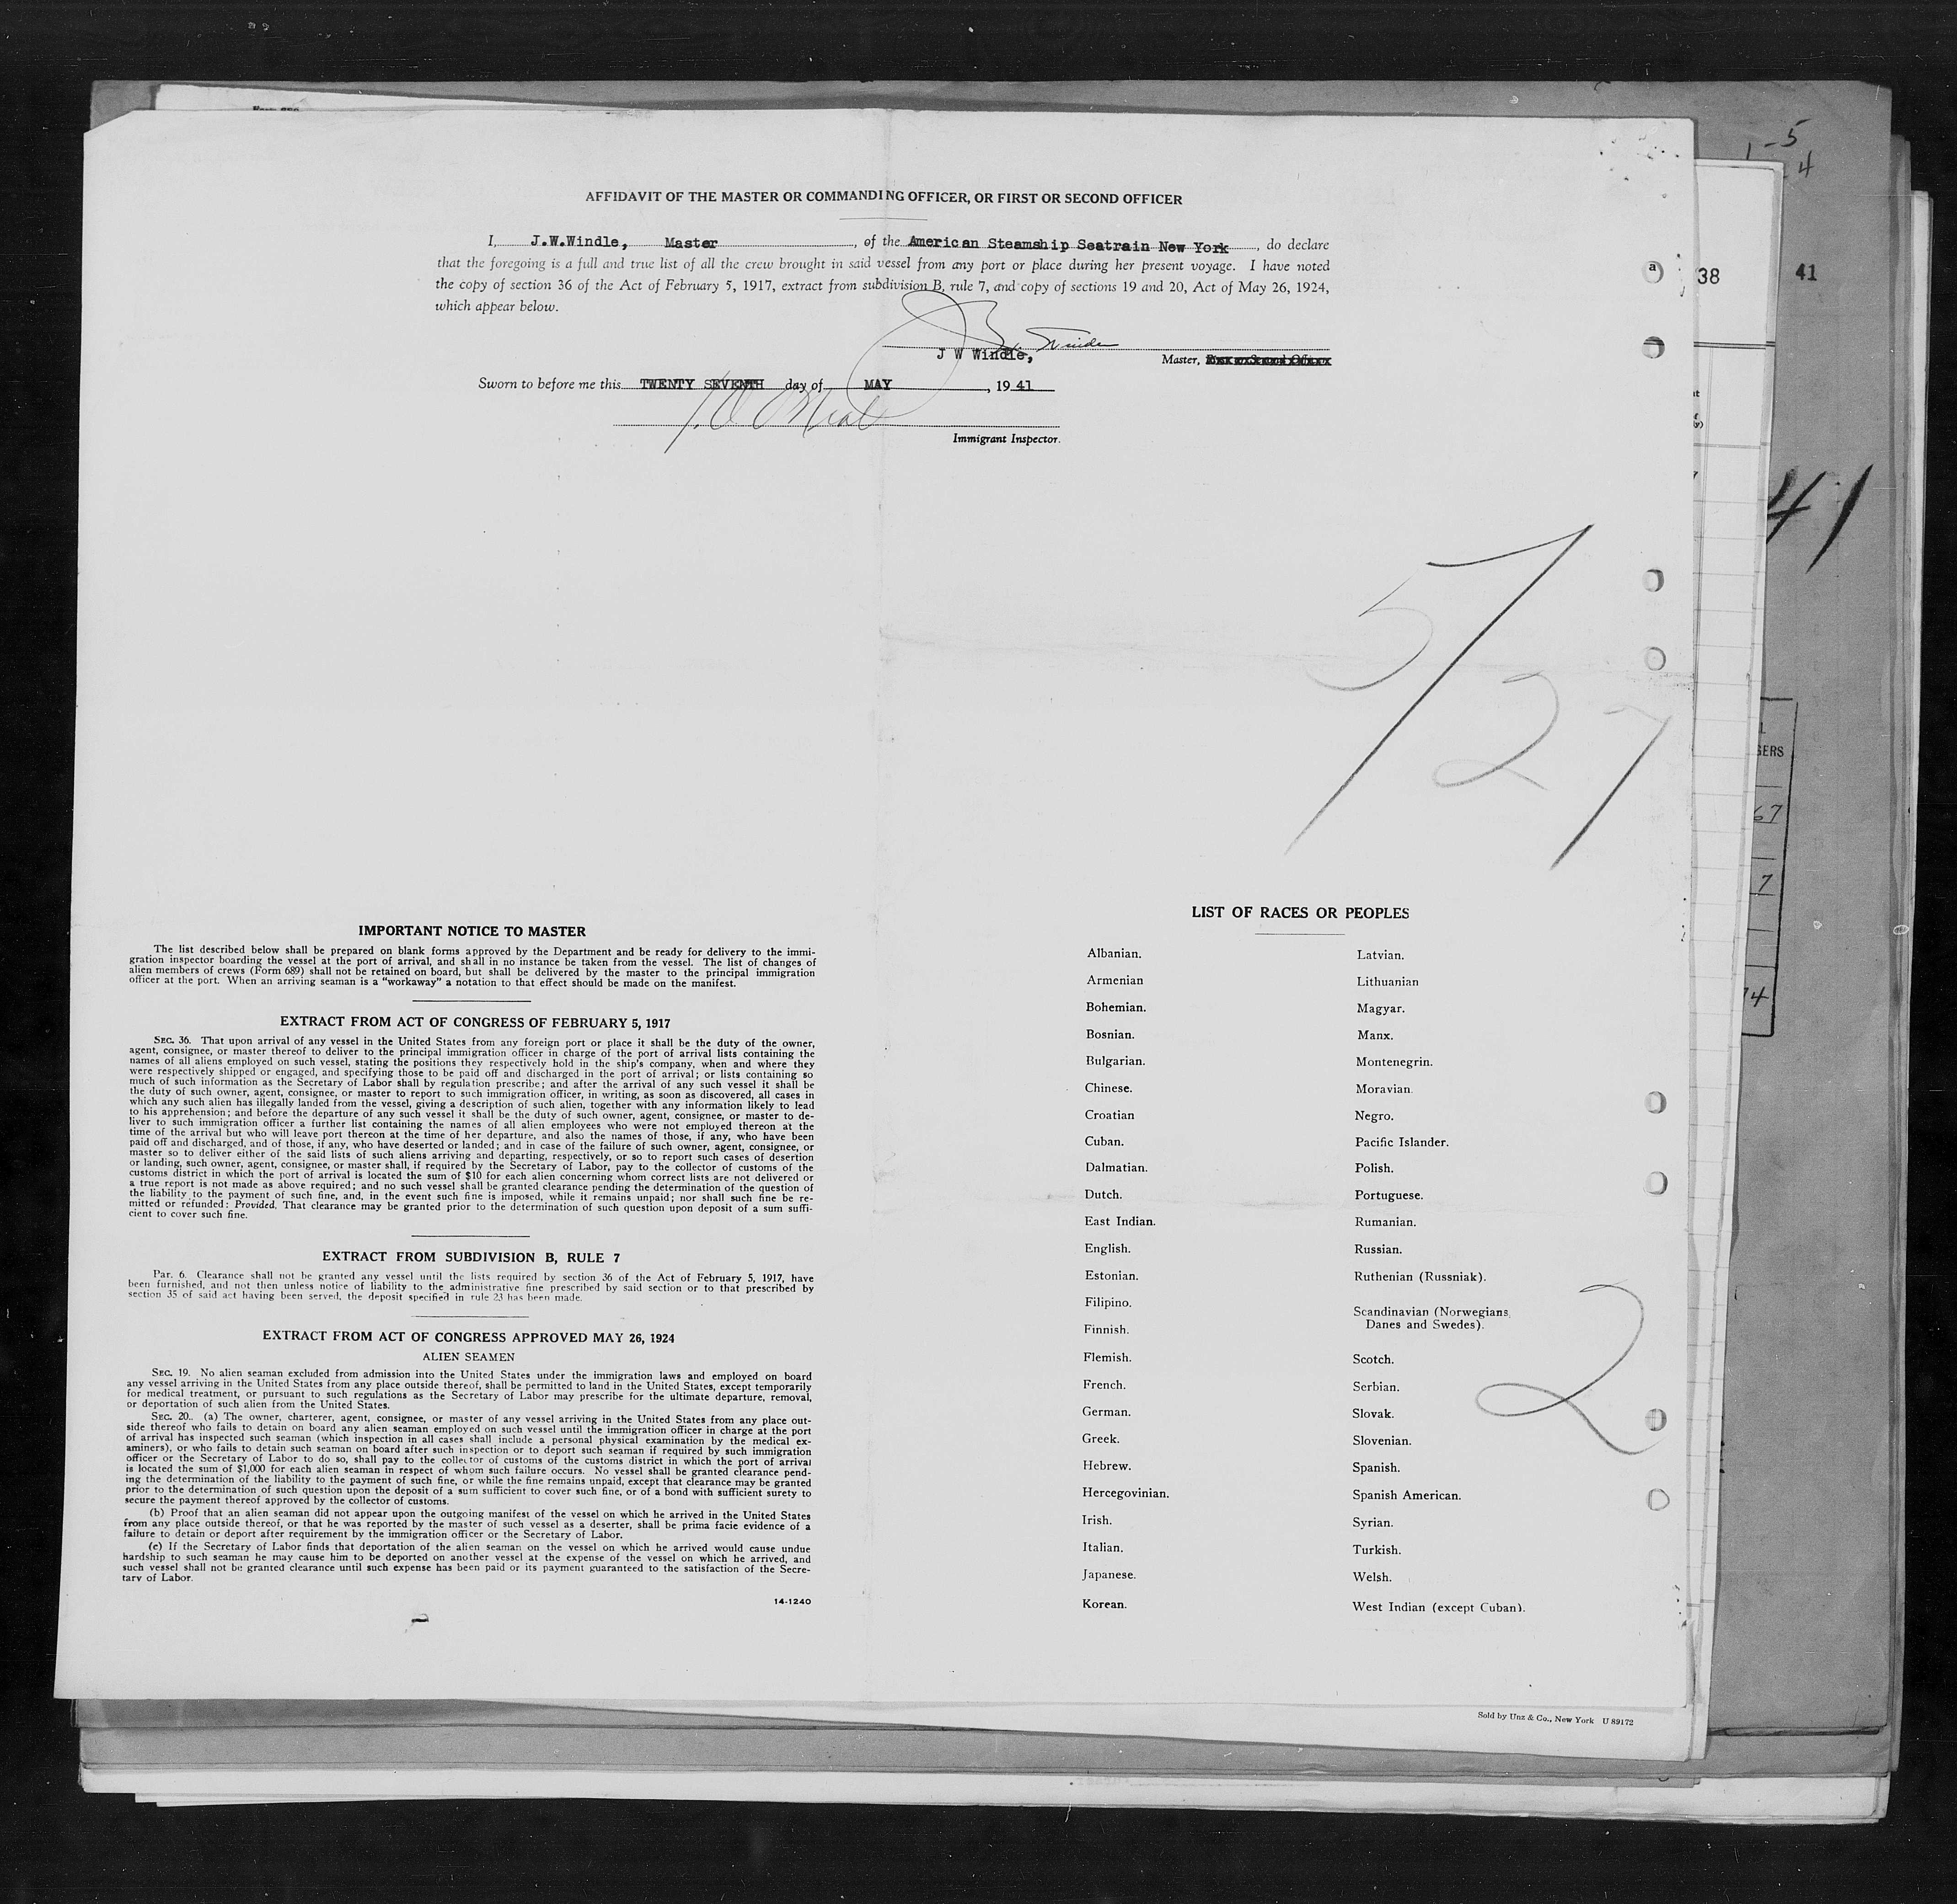 AFFIDAVIT OF THE MASTER OR COMMANDING OFFICER, OR FIRST OR SECOND OFFICER
I, J.W.Windle, Master, of the American Steamship Seatrain New York, do declare
that the foregoing is a full and true list of all the crew brought in said vessel from any port or place during her present voyage. I have noted
the copy of section 36 of the Act of February 5, 1917, extract from subdivision B, rule 7, and copy of sections 19 and 20, Act of May 26, 1924,
which appear below.
J W Windle,
Master,
Sworn to before me this TWENTY SEVENTH day of MAY, 1941
Immigrant Inspector.
5/27
IMPORTANT NOTICE TO MASTER
The list described below shall be prepared on blank forms approved by the Department and be ready for delivery to the immi-
gration inspector boarding the vessel at the port of arrival, and shall in no instance be taken from the vessel. The list of changes of
alien members of crews (Form 689) shall not be retained on board, but shall be delivered by the master to the principal immigration
officer at the port. When an arriving seaman is a "workaway" a notation to that effect should be made on the manifest.
EXTRACT FROM ACT OF CONGRESS OF FEBRUARY 5, 1917
SEC. 36. That upon arrival of any vessel in the United States from any foreign port or place it shall be the duty of the owner,
agent, consignee, or master thereof to deliver to the principal immigration officer in charge of the port of arrival lists containing the
names of all aliens employed on such vessel, stating the positions they respectively hold in the ship's company, when and where they
were respectively shipped or engaged, and specifying those to be paid off and discharged in the port of arrival; or lists containing so
much of such information as the Secretary of Labor shall by regulation prescribe; and after the arrival of any such vessel it shall be
the duty of such owner, agent, consignee, or master to report to such immigration officer, in writing, as soon as discovered, all cases in
which any such alien has illegally landed from the vessel, giving a description of such alien, together with any information likely to lead
to his apprehension; and before the departure of any such vessel it shall be the duty of such owner, agent, consignee, or master to de-
liver to such immigration officer a further list containing the names of all alien employees who were not employed thereon at the
time of the arrival but who will leave port thereon at the time of her departure, and also the names of those, if any, who have been
paid off and discharged, and of those, if any, who have deserted or landed; and in case of the failure of such owner, agent, consignee, or
master so to deliver either of the said lists of such aliens arriving and departing, respectively, or so to report such cases of desertion
or landing, such owner, agent, consignee, or master shall, if required by the Secretary of Labor, pay to the collector of customs of the
customs district in which the port of arrival is located the sum of $10 for each alien concerning whom correct lists are not delivered or
a true report is not made as above required; and no such vessel shall be granted clearance pending the determination of the question of
the liability to the payment of such fine, and, in the event such fine is imposed, while it remains unpaid; nor shall such fine be re-
mitted or refunded: Provided, That clearance may be granted prior to the determination of such question upon deposit of a sum suffi-
cient to cover such fine.
EXTRACT FROM SUBDIVISION B, RULE 7
Par. 6. Clearance shall not be granted any vessel until the lists required by section 36 of the Act of February 5, 1917, have
been furnished, and not then unless notice of liability to the administrative fine prescribed by said section or to that prescribed by
section 35 of said act having been served, the deposit specified in rule 23 has been made.
EXTRACT FROM ACT OF CONGRESS APPROVED MAY 26, 1924
ALIEN SEAMEN
SEC. 19. No alien seaman excluded from admission into the United States under the immigration laws and employed on board
any vessel arriving in the United States from any place outside thereof, shall be permitted to land in the United States, except temporarily
for medical treatment, or pursuant to such regulations as the Secretary of Labor may prescribe for the ultimate departure, removal,
or deportation of such alien from the United States.
SEC. 20. (a) The owner, charterer, agent, consignee, or master of any vessel arriving in the United States from any place out-
side thereof who fails to detain on board any alien seaman employed on such vessel until the immigration officer in charge at the port
of arrival has inspected such seaman (which inspection in all cases shall include a personal physical examination by the medical ex-
aminers), or who fails to detain such seaman on board after such inspection or to deport such seaman if required by such immigration
officer or the Secretary of Labor to do so, shall pay to the collector of customs of the customs district in which the port of arrival
is located the sum of $1,000 for each alien seaman in respect of whom such failure occurs. No vessel shall be granted clearance pend-
ing the determination of the liability to the payment of such fine, or while the fine remains unpaid, except that clearance may be granted
prior to the determination of such question upon the deposit of a sum sufficient to cover such fine, or of a bond with sufficient surety to
secure the payment thereof approved by the collector of customs.
(b) Proof that an alien seaman did not appear upon the outgoing manifest of the vessel on which he arrived in the United States
from any place outside thereof, or that he was reported by the master of such vessel as a deserter, shall be prima facie evidence of a
failure to detain or deport after requirement by the immigration officer or the Secretary of Labor.
(c) If the Secretary of Labor finds that deportation of the alien seaman on the vessel on which he arrived would cause undue
hardship to such seaman he may cause him to be deported on another vessel at the expense of the vessel on which he arrived, and
such vessel shall not be granted clearance until such expense has been paid or its payment guaranteed to the satisfaction of the Secre-
tary of Labor.
14-1240
LIST OF RACES OR PEOPLES
Albanian.
Armenian
Bohemian.
Bosnian.
Bulgarian.
Chinese.
Croatian
Cuban.
Dalmatian.
Dutch.
East Indian.
English.
Estonian.
Filipino.
Finnish.
Flemish.
French.
German.
Greek.
Hebrew.
Hercegovinian.
Irish.
Italian.
Japanese.
Korean.
Latvian.
Lithuanian
Magyar.
Manx.
Montenegrin.
Moravian.
Negro.
Pacific Islander.
Polish.
Portuguese.
Rumanian.
Russian.
Ruthenian (Russniak).
Scandinavian (Norwegians,
Danes and Swedes).
Scotch.
Serbian.
Slovak.
Slovenian.
Spanish.
Spanish American.
Syrian.
Turkish.
Welsh.
West Indian (except Cuban).
2
Sold by Unz & Co., New York U 89172
1-5
4
a
38
41
41
67
7
74